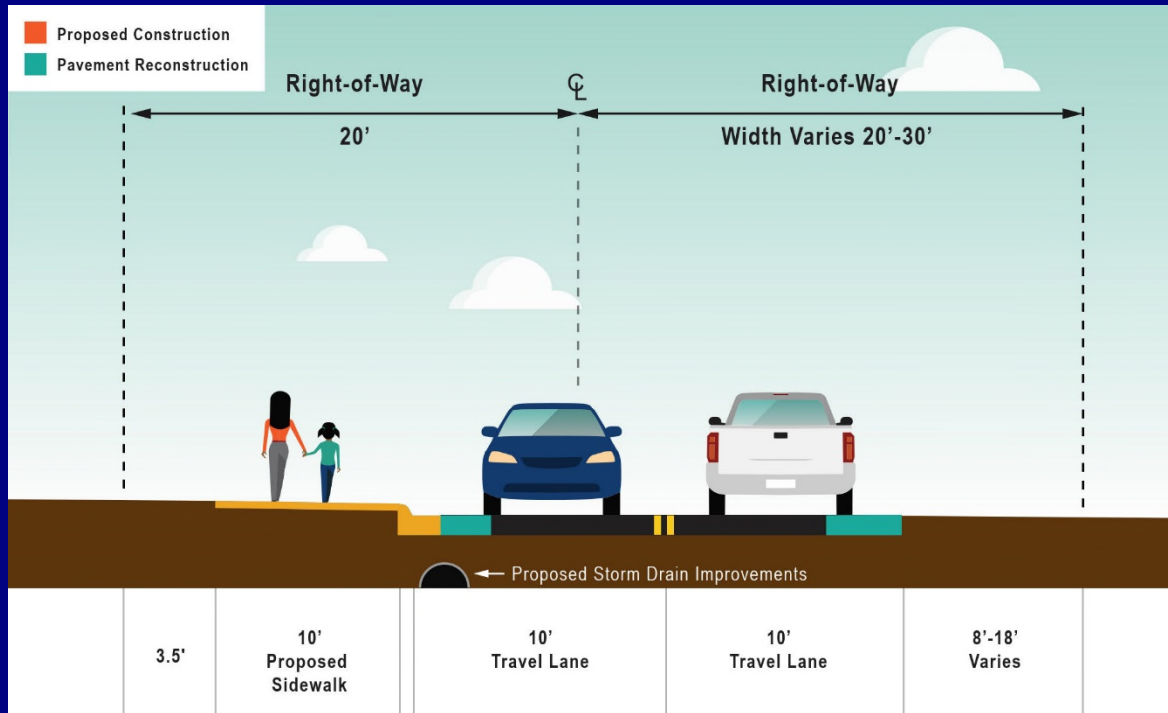 Proposed Construction
Pavement Reconstruction
Right-of-Way
℄
Right-of-Way
20’
Width Varies 20’-30’
Proposed Storm Drain Improvements
3.5'
10’
Proposed
Sidewalk
10’
Travel Lane
10’
Travel Lane
8’-18’
Varies